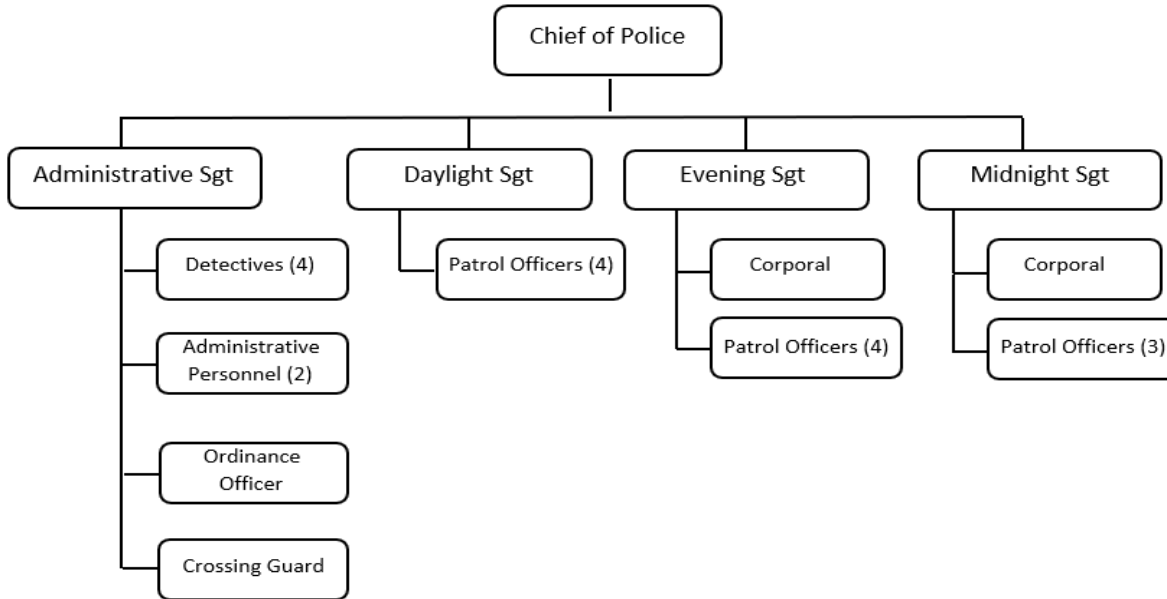 Chief of Police
Administrative Sgt
Daylight Sgt
Evening Sgt
Midnight Sgt
Detectives (4)
Patrol Officers (4)
Corporal
Corporal
Administrative
Personnel (2)
Patrol Officers (4)
Patrol Officers (3)
Ordinance
Officer
Crossing Guard